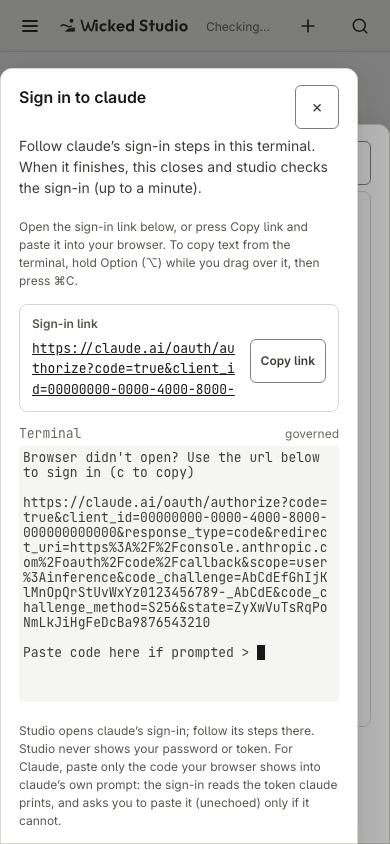 Wicked Studio Checking...
Sign in to claude
×
Follow claude's sign-in steps in this terminal.
When it finishes, this closes and studio checks
the sign-in (up to a minute).
Open the sign-in link below, or press Copy link and
paste it into your browser. To copy text from the
terminal, hold Option (⌥) while you drag over it, then
press ⌘C.
Sign-in link
https://claude.ai/oauth/au
thorize?code=true&client_i
d=00000000-0000-4000-8000-
Copy link
Terminal governed
Browser didn't open? Use the url below
to sign in (c to copy)
https://claude.ai/oauth/authorize?code=
true&client_id=00000000-0000-4000-8000-
000000000000&response_type=code&redirec
t_uri=https%3A%2F%2Fconsole.anthropic.c
om%2Foauth%2Fcode%2Fcallback&scope=user
%3Ainference&code_challenge=AbCdEfGhIjK
lMnOpQrStUvWxYz0123456789-_AbCdE&code_c
hallenge_method=S256&state=ZyXwVuTsRqPo
NmLkJiHgFeDcBa9876543210
Paste code here if prompted >
Studio opens claude's sign-in; follow its steps there.
Studio never shows your password or token. For
Claude, paste only the code your browser shows into
claude's own prompt: the sign-in reads the token claude
prints, and asks you to paste it (unechoed) only if it
cannot.